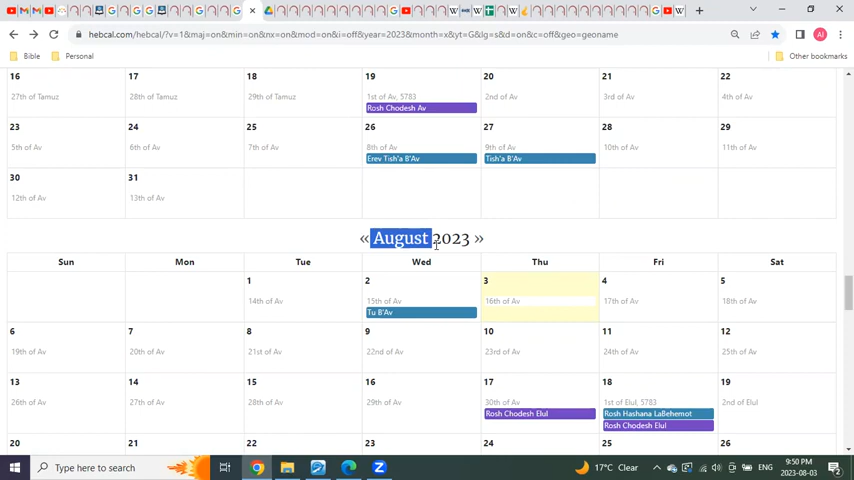 hebcal.com/hebcal/?v=1&maj=on&min=on&nx=on&mod=on&i=off&year=2023&month=x&yt=G&lg=s&d=on&c=off&geo=geoname
Bible Personal Other bookmarks
16 17 18 19 20 21 22
27th of Tamuz 28th of Tamuz 29th of Tamuz 1st of Av, 5783 2nd of Av 3rd of Av 4th of Av
Rosh Chodesh Av
23 24 25 26 27 28 29
5th of Av 6th of Av 7th of Av 8th of Av 9th of Av 10th of Av 11th of Av
Erev Tish'a B'Av Tish'a B'Av
30 31
12th of Av 13th of Av
« August 2023 »
Sun Mon Tue Wed Thu Fri Sat
1 2 3 4 5
14th of Av 15th of Av 16th of Av 17th of Av 18th of Av
Tu B'Av
6 7 8 9 10 11 12
19th of Av 20th of Av 21st of Av 22nd of Av 23rd of Av 24th of Av 25th of Av
13 14 15 16 17 18 19
26th of Av 27th of Av 28th of Av 29th of Av 30th of Av 1st of Elul, 5783 2nd of Elul
Rosh Chodesh Elul Rosh Hashana LaBehemot
Rosh Chodesh Elul
20 21 22 23 24 25 26
Type here to search 17°C Clear ENG 9:50 PM
2023-08-03